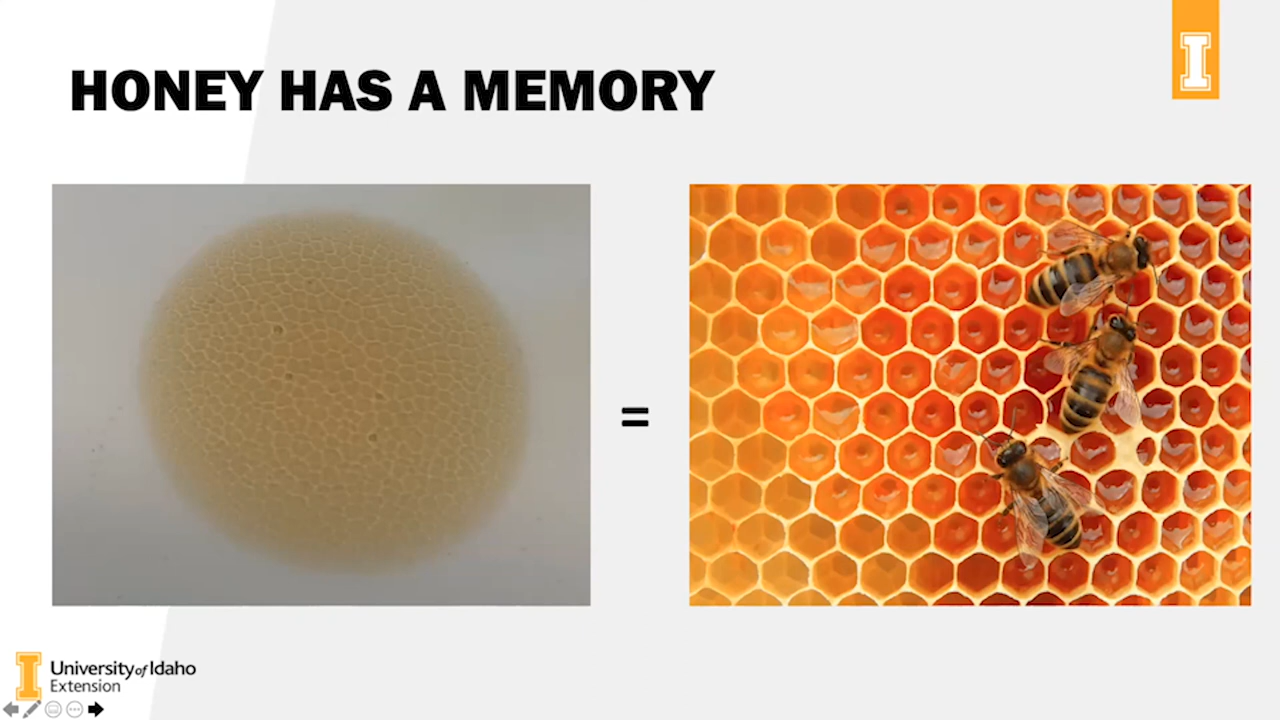 HONEY HAS A MEMORY
I
=
I
University of Idaho
Extension